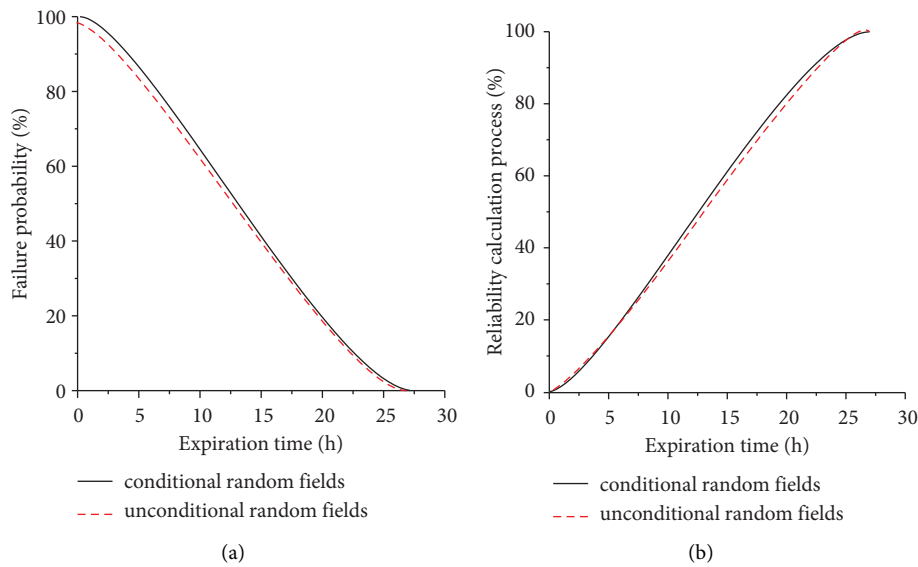 100
80
60
40
20
0
Failure probability (%)
0 5 10 15 20 25 30
Expiration time (h)
conditional random fields
unconditional random fields
(a)
100
80
60
40
20
0
Reliability calculation process (%)
0 5 10 15 20 25 30
Expiration time (h)
conditional random fields
unconditional random fields
(b)